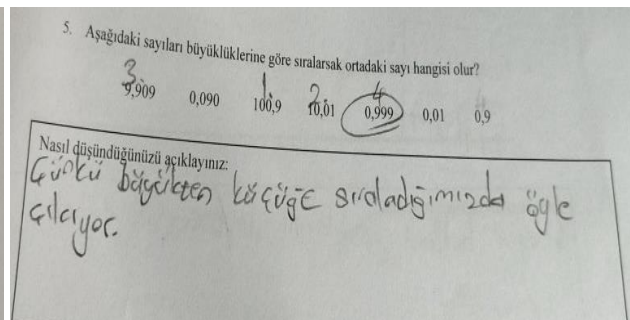 5. Aşağıdaki sayıları büyüklüklerine göre sıralarsak ortadaki sayı hangisi olur?
3 1 2 4
9,909 0,090 100,9 10,01 0,999 0,01 0,9
Nasıl düşündüğünüzü açıklayınız:
Çünkü büyükten küçüğe sıraladığımızda öyle
çıkıyor.